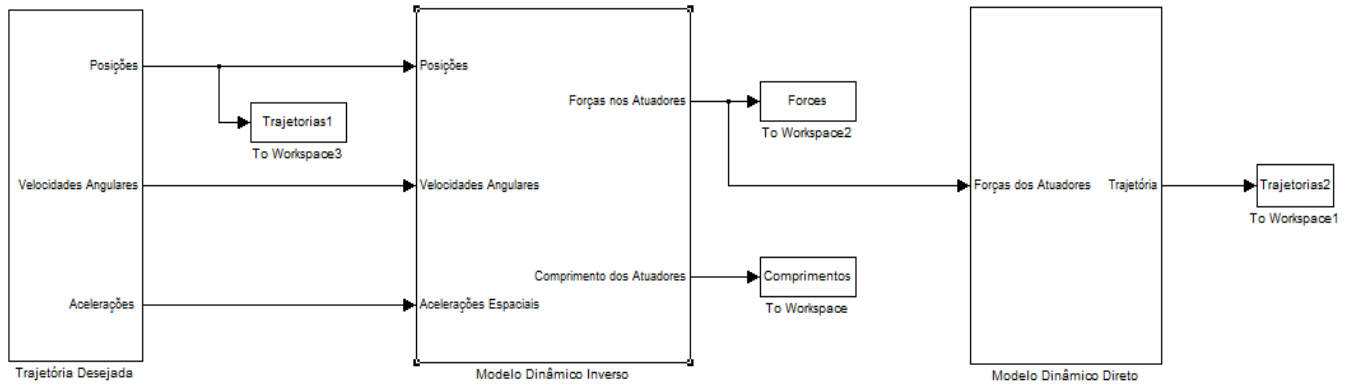 Posições
Trajetorias1
To Workspace3
Velocidades Angulares
Acelerações
Trajetória Desejada
Posições
Forças nos Atuadores
Velocidades Angulares
Comprimento dos Atuadores
Acelerações Espaciais
Modelo Dinâmico Inverso
Forces
To Workspace2
Comprimentos
To Workspace
Forças dos Atuadores
Trajetória
Modelo Dinâmico Direto
Trajetorias2
To Workspace1